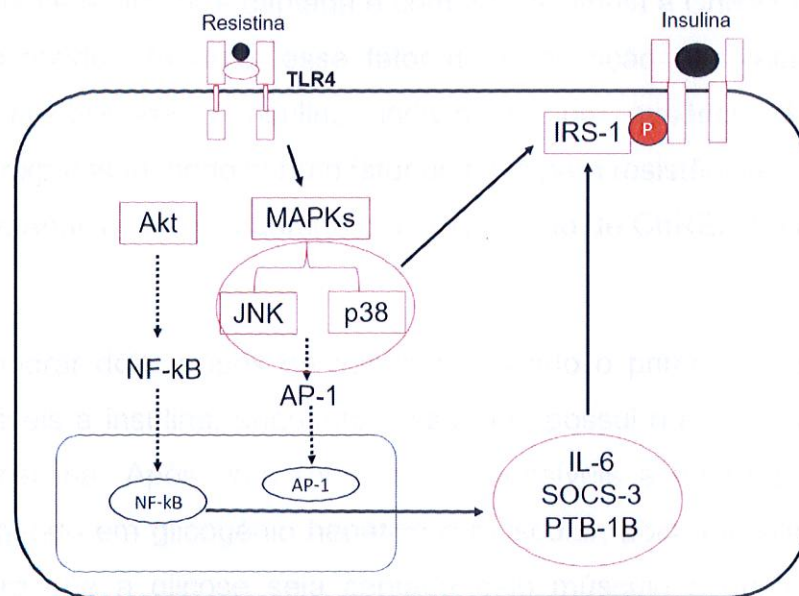 Resistina
Insulina
TLR4
IRS-1
P
Akt
MAPKs
JNK
p38
NF-kB
AP-1
NF-kB
AP-1
IL-6
SOCS-3
PTB-1B